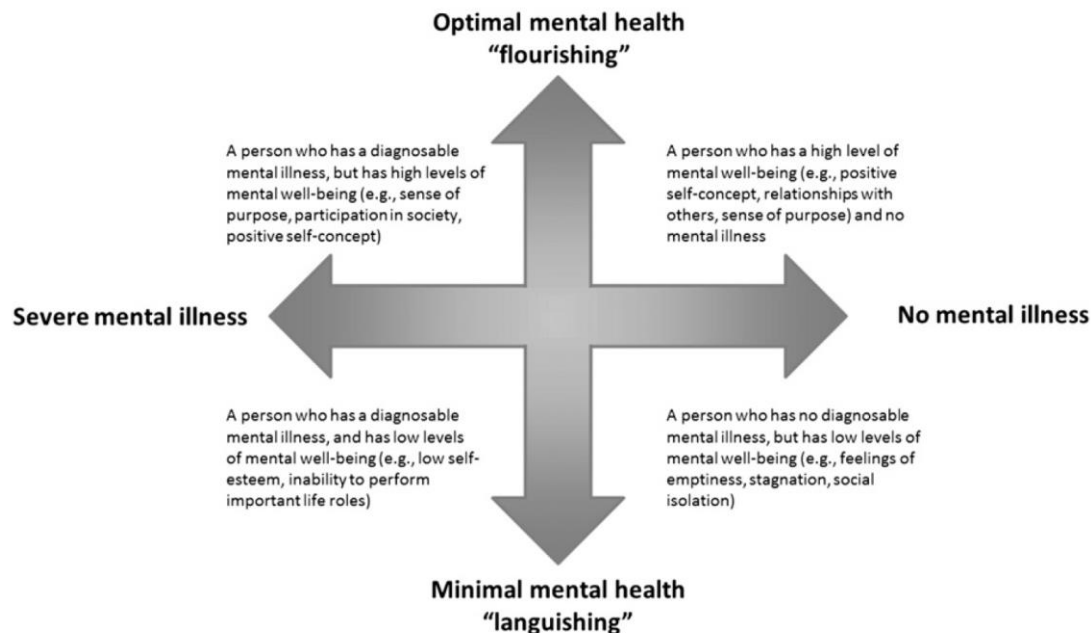 Optimal mental health
“flourishing”
A person who has a diagnosable
mental illness, but has high levels of
mental well-being (e.g., sense of
purpose, participation in society,
positive self-concept)
A person who has a high level of
mental well-being (e.g., positive
self-concept, relationships with
others, sense of purpose) and no
mental illness
Severe mental illness
No mental illness
A person who has a diagnosable
mental illness, and has low levels
of mental well-being (e.g., low self-
esteem, inability to perform
important life roles)
A person who has no diagnosable
mental illness, but has low levels of
mental well-being (e.g., feelings of
emptiness, stagnation, social
isolation)
Minimal mental health
“languishing”